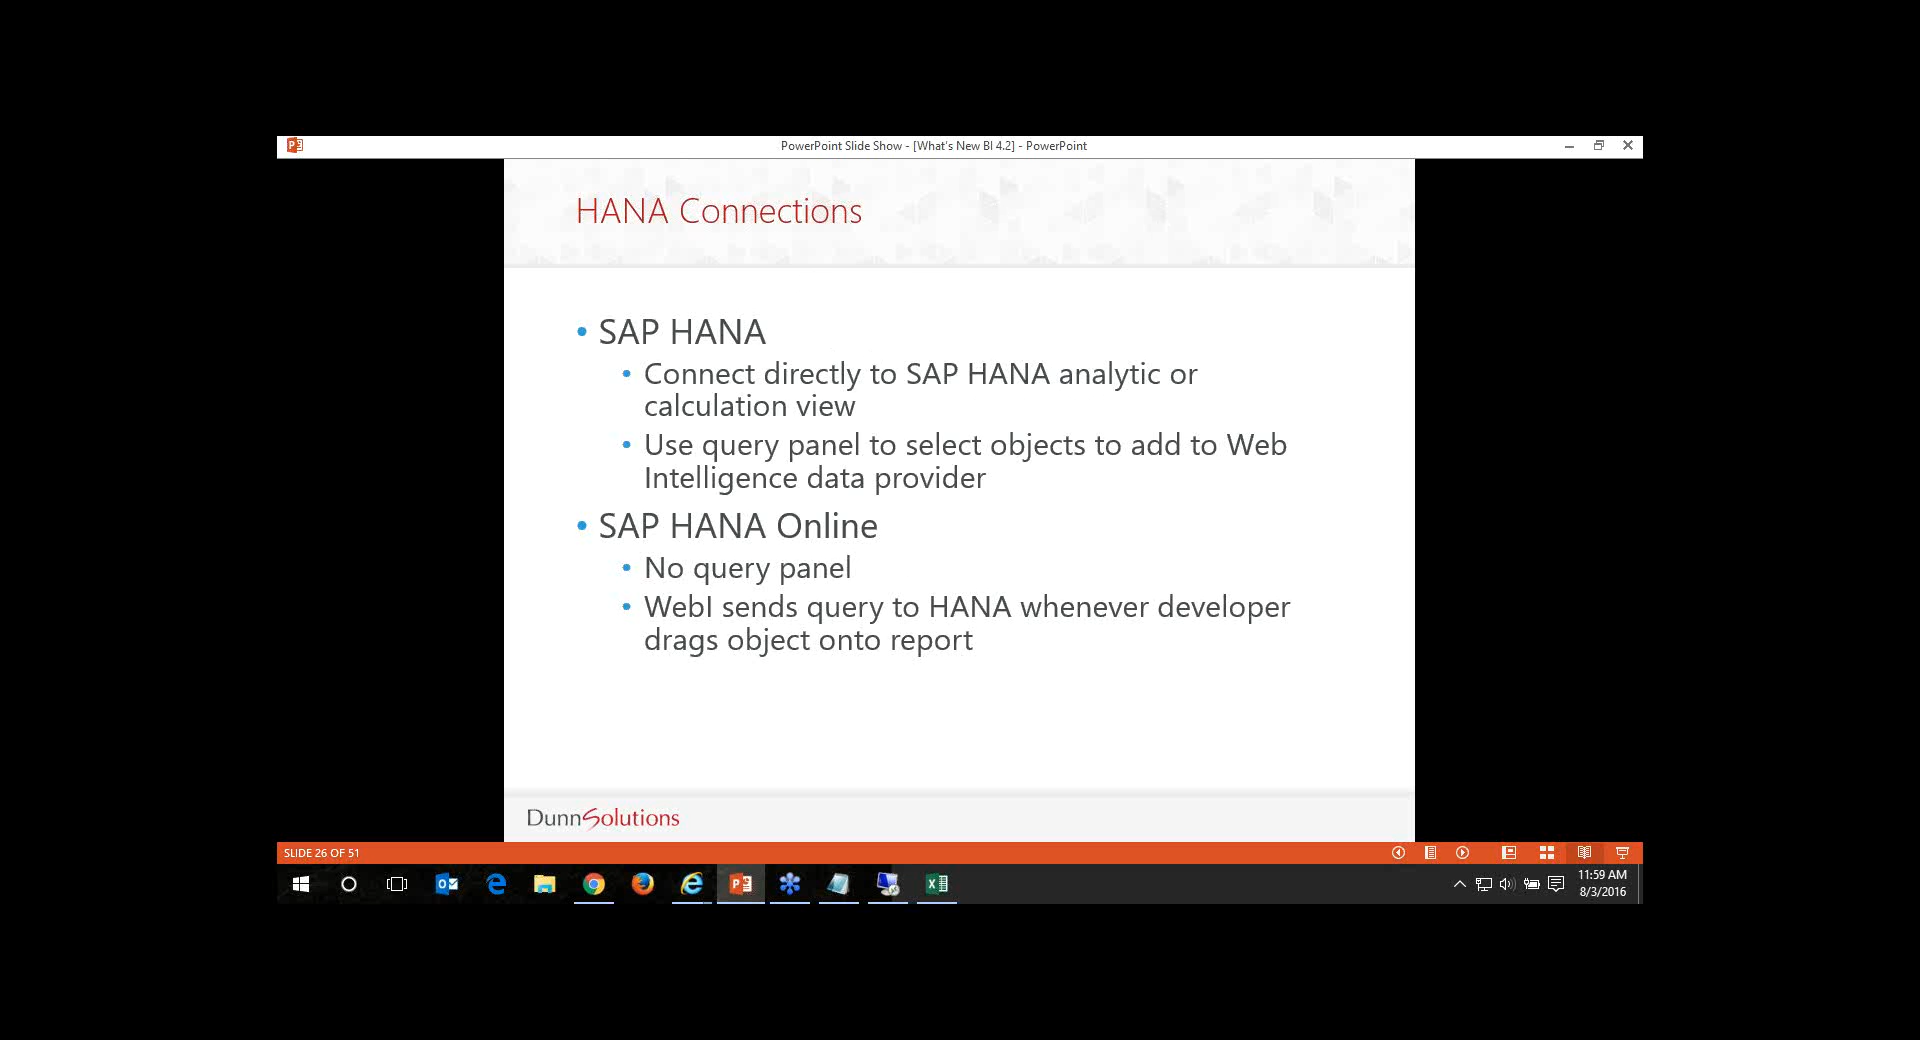 PowerPoint Slide Show - [What's New BI 4.2] - PowerPoint
HANA Connections
• SAP HANA
• Connect directly to SAP HANA analytic or
calculation view
• Use query panel to select objects to add to Web
Intelligence data provider
• SAP HANA Online
• No query panel
• WebI sends query to HANA whenever developer
drags object onto report
DunnSolutions
SLIDE 26 OF 51
11:59 AM
8/3/2016